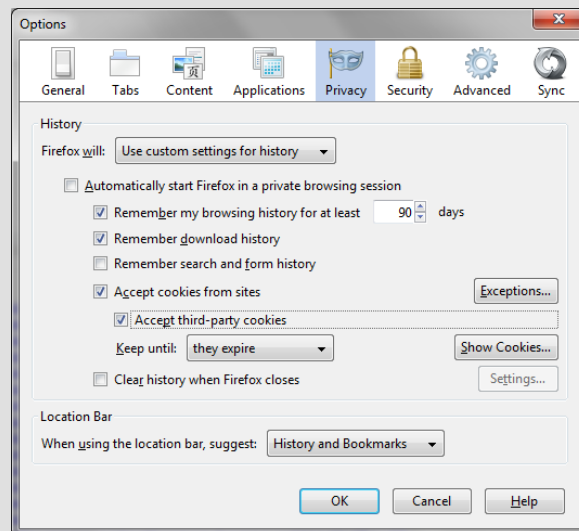 Options
General Tabs Content Applications Privacy Security Advanced Sync
History
Firefox will: Use custom settings for history
Automatically start Firefox in a private browsing session
Remember my browsing history for at least 90 days
Remember download history
Remember search and form history
Accept cookies from sites Exceptions...
Accept third-party cookies
Keep until: they expire Show Cookies...
Clear history when Firefox closes Settings...
Location Bar
When using the location bar, suggest: History and Bookmarks
OK Cancel Help